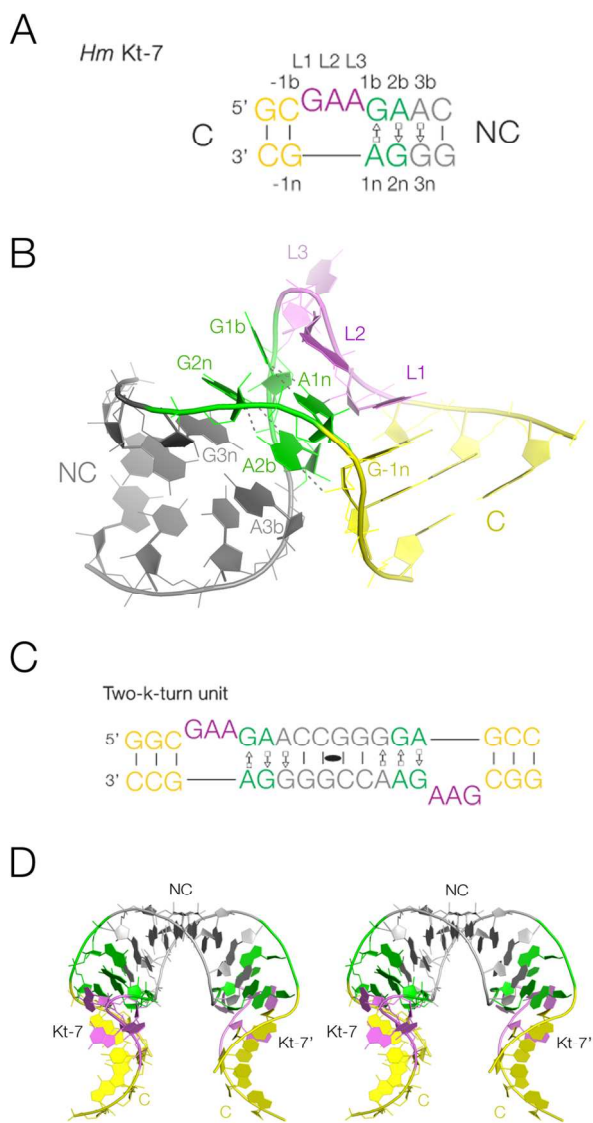 A
Hm Kt-7
L1 L2 L3
-1b 1b 2b 3b
5' GC GAA GAAC
C NC
3' CG AGGG
-1n 1n 2n 3n
B
L3
G1b
L2
G2n A1n
L1
NC G3n
A2b G-1n
A3b C
C
Two-k-turn unit
5' GGC GAA GAACCGGGGA GCC
3' CCG AGGGGCCAAG AAG CGG
D
NC NC
Kt-7 Kt-7' Kt-7 Kt-7'
C C C C